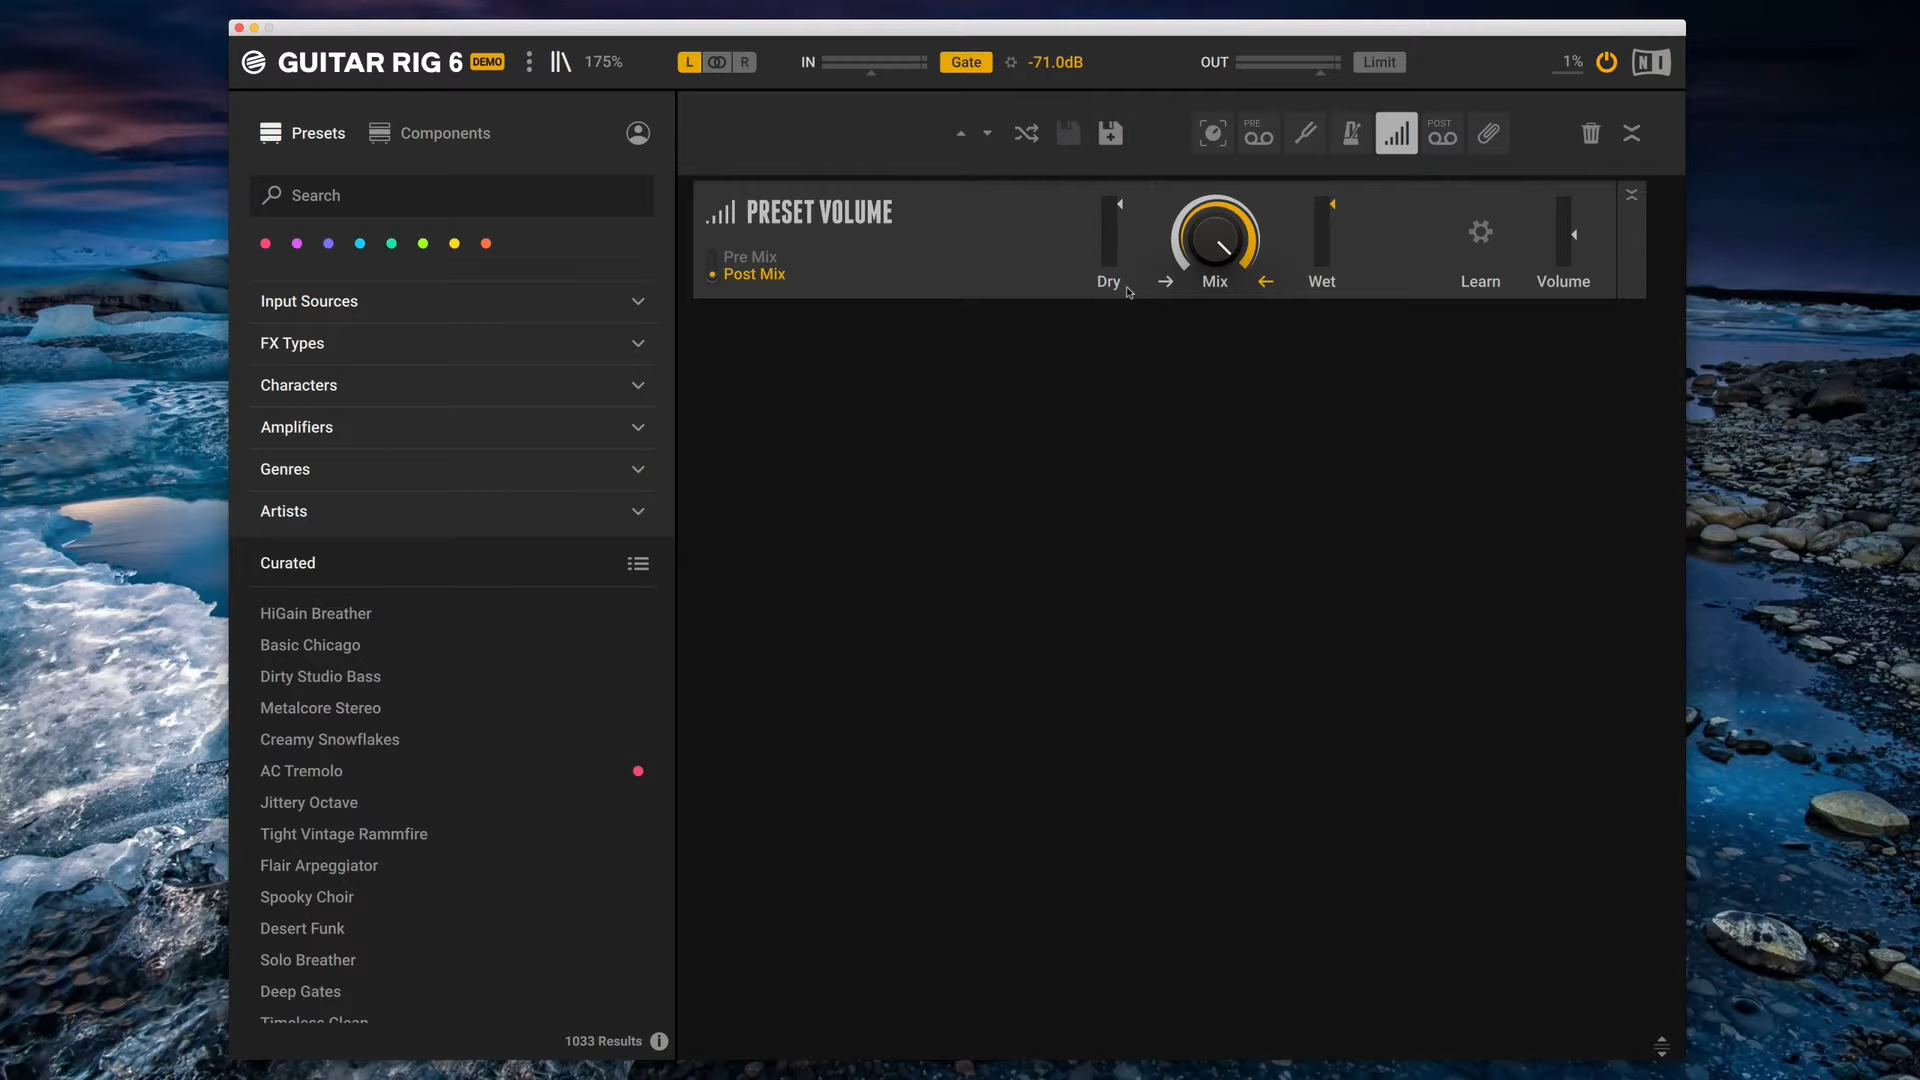 GUITAR RIG 6 DEMO 175% L R IN Gate -71.0dB OUT Limit 1% NI
Presets Components
PRE POST
Search
PRESET VOLUME
Pre Mix
Post Mix
Dry Mix Wet Learn Volume
Input Sources
FX Types
Characters
Amplifiers
Genres
Artists
Curated
HiGain Breather
Basic Chicago
Dirty Studio Bass
Metalcore Stereo
Creamy Snowflakes
AC Tremolo
Jittery Octave
Tight Vintage Rammfire
Flair Arpeggiator
Spooky Choir
Desert Funk
Solo Breather
Deep Gates
Timeless Clean
1033 Results